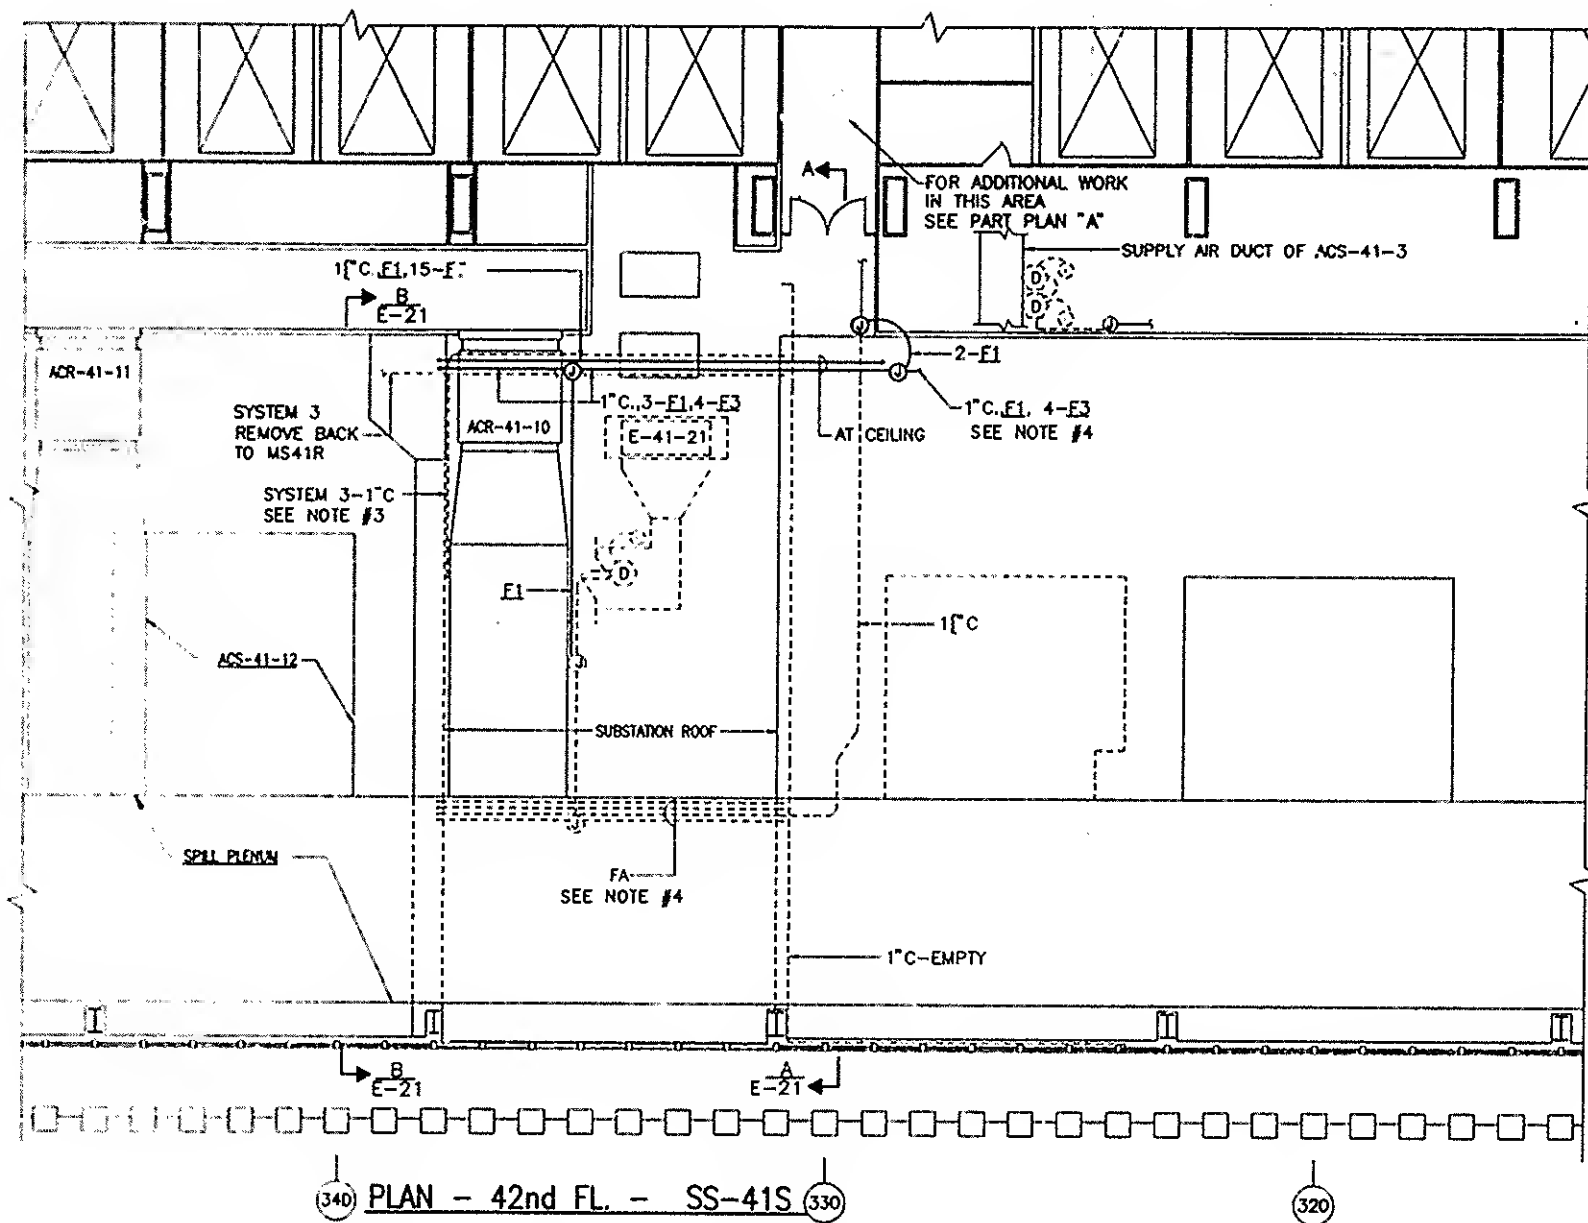 A
FOR ADDITIONAL WORK
IN THIS AREA
SEE PART PLAN "A"
SUPPLY AIR DUCT OF ACS-41-3
D
D
J
1[" C.F1,15-F
B
E-21
J
2-F1
ACR-41-11
J
J
SYSTEM 3
REMOVE BACK
TO MS41R
1"C.,3-F1,4-F3
1"C.F1, 4-F3
SEE NOTE #4
ACR-41-10
E-41-21
AT CEILING
SYSTEM 3-1"C
SEE NOTE #3
D
F1
1["C
J
ACS-41-12
SUBSTATION ROOF
J
SPILL PLENUM
FA
SEE NOTE #4
1"C-EMPTY
B
E-21
A
E-21
340
PLAN - 42nd FL. - SS-41S
330
320